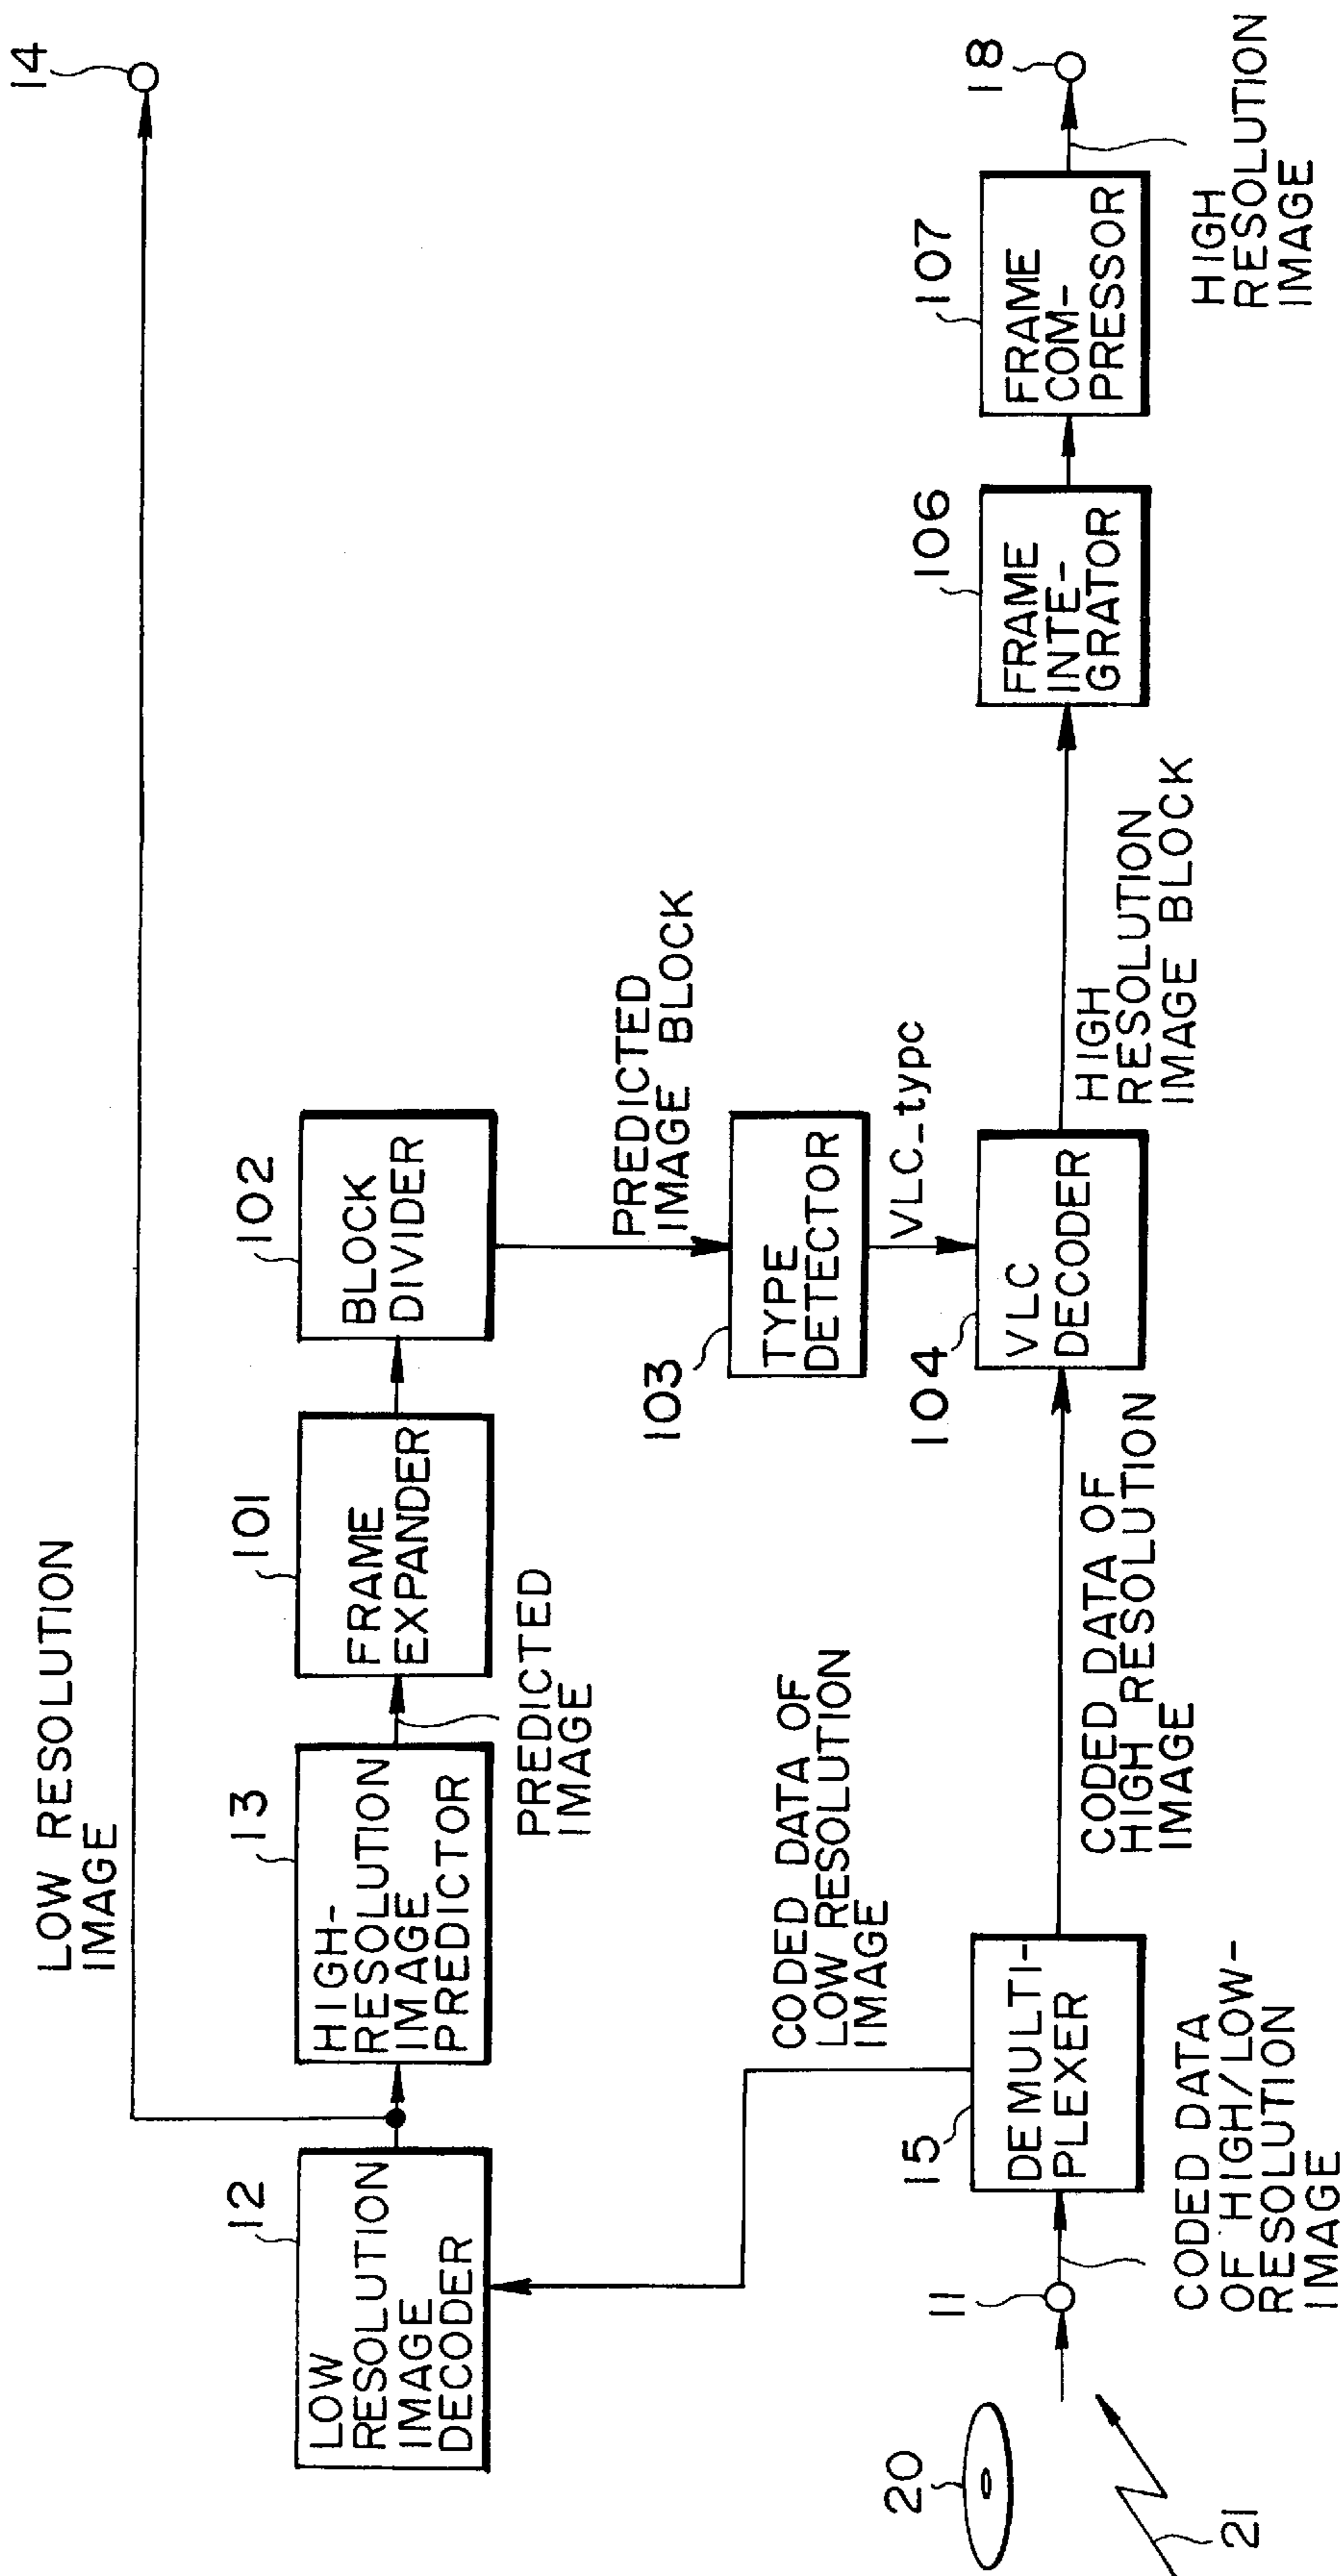 LOW RESOLUTION
IMAGE
14
12
LOW
RESOLUTION
IMAGE
DECODER
13
HIGH-
RESOLUTION
IMAGE
PREDICTOR
PREDICTED
IMAGE
101
FRAME
EXPANDER
102
BLOCK
DIVIDER
PREDICTED
IMAGE BLOCK
103
TYPE
DETECTOR
VLC_typc
CODED DATA OF
LOW RESOLUTION
IMAGE
20
21
11
CODED DATA
OF HIGH/LOW-
RESOLUTION
IMAGE
15
DEMULTI-
PLEXER
CODED DATA OF
HIGH RESOLUTION
IMAGE
104
VLC
DECODER
HIGH
RESOLUTION
IMAGE BLOCK
106
FRAME
INTE-
GRATOR
107
FRAME
COM-
PRESSOR
18
HIGH
RESOLUTION
IMAGE